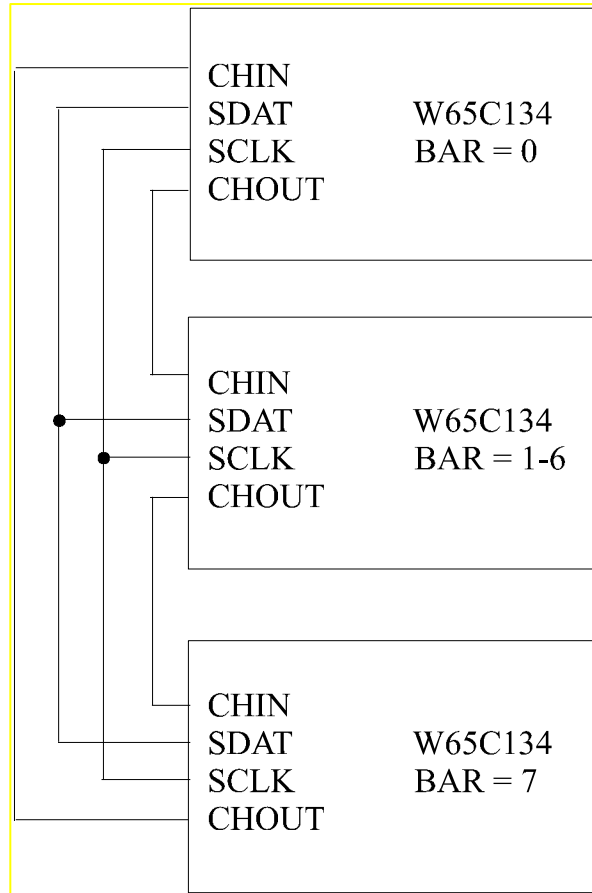 CHIN
SDAT W65C134
SCLK BAR = 0
CHOUT
CHIN
SDAT W65C134
SCLK BAR = 1-6
CHOUT
CHIN
SDAT W65C134
SCLK BAR = 7
CHOUT